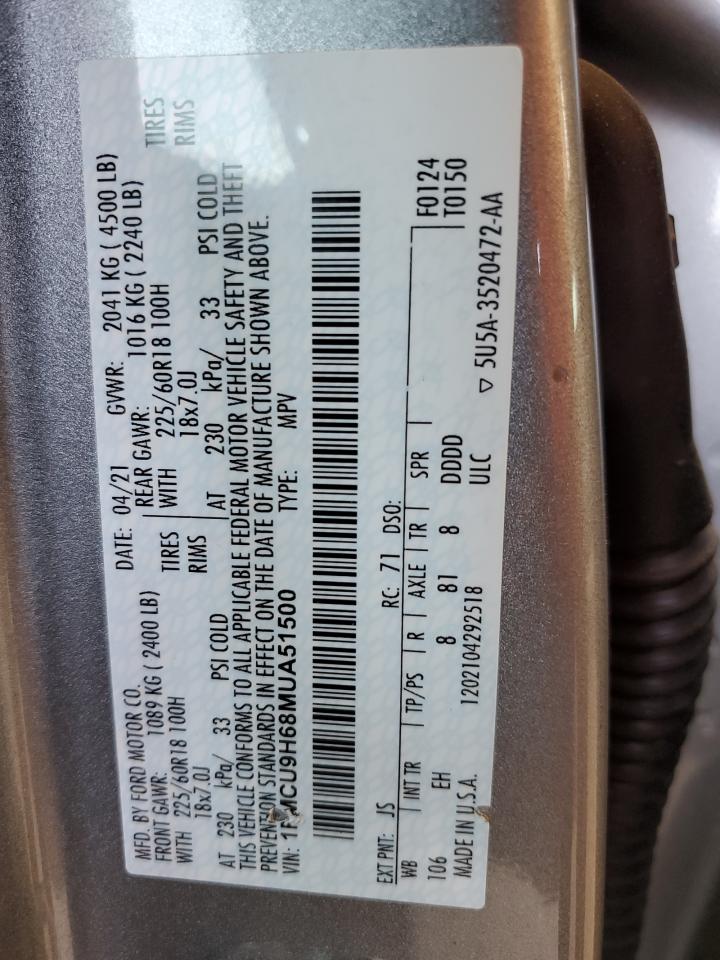 MFD. BY FORD MOTOR CO.
DATE: 04/21 GVWR: 2041 KG ( 4500 LB)
FRONT GAWR: 1089 KG ( 2400 LB)
REAR GAWR: 1016 KG ( 2240 LB)
WITH 225/60R18 100H TIRES
WITH 225/60R18 100H TIRES
18x7.0J RIMS
18x7.0J RIMS
AT 230 kPa/ 33 PSI COLD
AT 230 kPa/ 33 PSI COLD
THIS VEHICLE CONFORMS TO ALL APPLICABLE FEDERAL MOTOR VEHICLE SAFETY AND THEFT
PREVENTION STANDARDS IN EFFECT ON THE DATE OF MANUFACTURE SHOWN ABOVE.
VIN: 1FMCU9H68MUA51500 TYPE: MPV
EXT PNT: JS RC: 71 DSO: F0124
WB INT TR TP/PS R AXLE TR SPR T0150
106 EH 8 81 8 DDDD
MADE IN U.S.A. 1202104292518 ULC ▽ 5U5A-3520472-AA